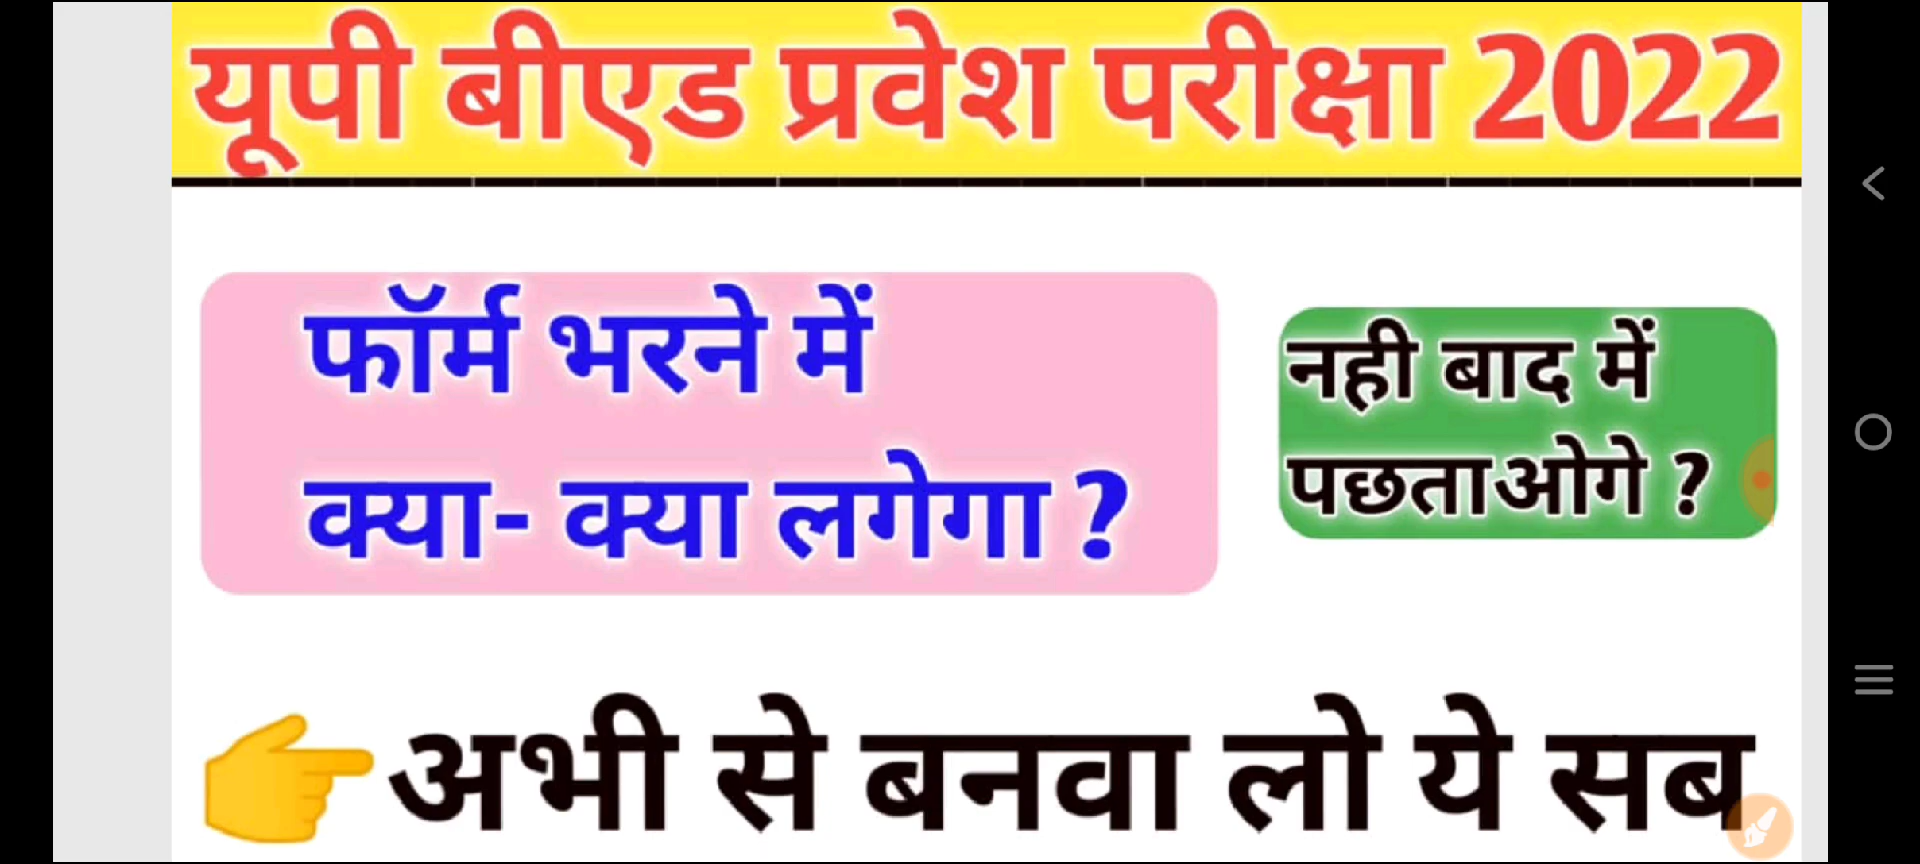 यूपी बीएड प्रवेश परीक्षा 2022
फॉर्म भरने में
क्या- क्या लगेगा ?
नही बाद में
पछताओगे ?
अभी से बनवा लो ये सब